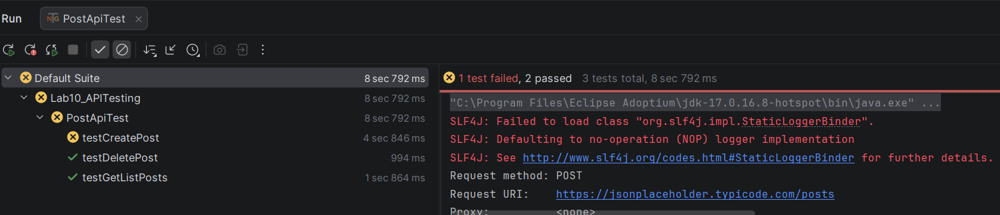 Run
PostApiTest
Default Suite 8 sec 792 ms
Lab10_APITesting 8 sec 792 ms
PostApiTest 8 sec 792 ms
testCreatePost 4 sec 846 ms
testDeletePost 994 ms
testGetListPosts 1 sec 864 ms
1 test failed, 2 passed 3 tests total, 8 sec 792 ms
"C:\Program Files\Eclipse Adoptium\jdk-17.0.16.8-hotspot\bin\java.exe" ...
SLF4J: Failed to load class "org.slf4j.impl.StaticLoggerBinder".
SLF4J: Defaulting to no-operation (NOP) logger implementation
SLF4J: See http://www.slf4j.org/codes.html#StaticLoggerBinder for further details.
Request method: POST
Request URI: https://jsonplaceholder.typicode.com/posts
Proxy: <none>